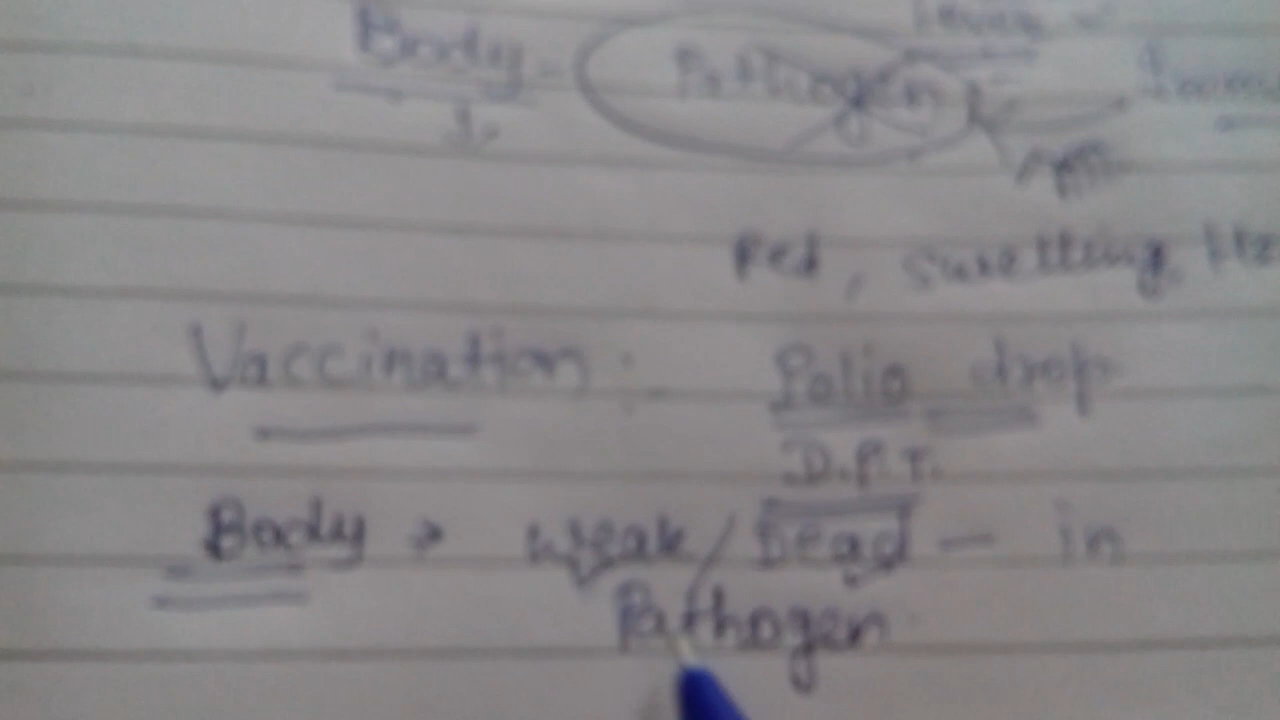 Body - Pathogen
Red, swelling
Vaccination :- Polio drop
D.P.T.
Body → weak/Dead - in
Pathogen